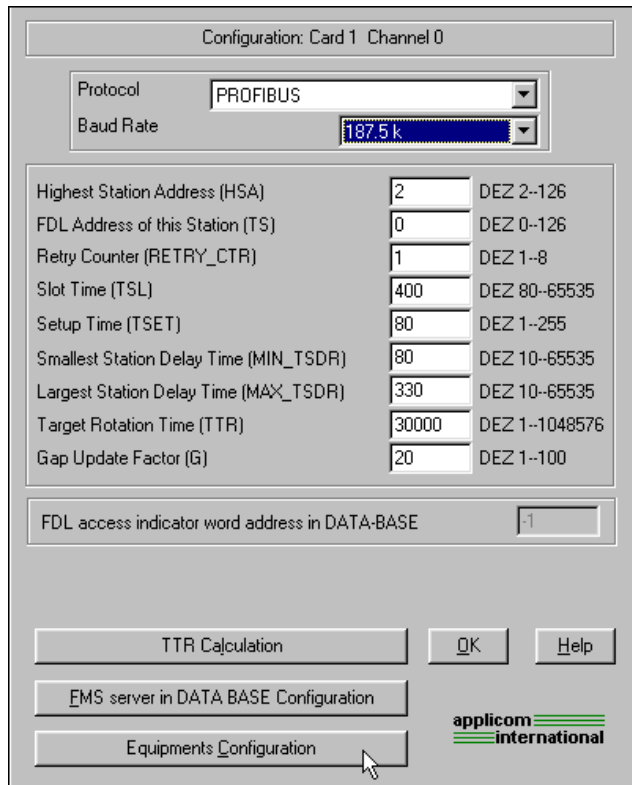 Configuration: Card 1 Channel 0
Protocol PROFIBUS
Baud Rate 187.5 k
Highest Station Address (HSA) 2 DEZ 2--126
FDL Address of this Station (TS) 0 DEZ 0--126
Retry Counter (RETRY_CTR) 1 DEZ 1--8
Slot Time (TSL) 400 DEZ 80--65535
Setup Time (TSET) 80 DEZ 1--255
Smallest Station Delay Time (MIN_TSDR) 80 DEZ 10--65535
Largest Station Delay Time (MAX_TSDR) 330 DEZ 10--65535
Target Rotation Time (TTR) 30000 DEZ 1--1048576
Gap Update Factor (G) 20 DEZ 1--100
FDL access indicator word address in DATA-BASE -1
TTR Calculation OK Help
FMS server in DATA BASE Configuration
applicom
international
Equipments Configuration